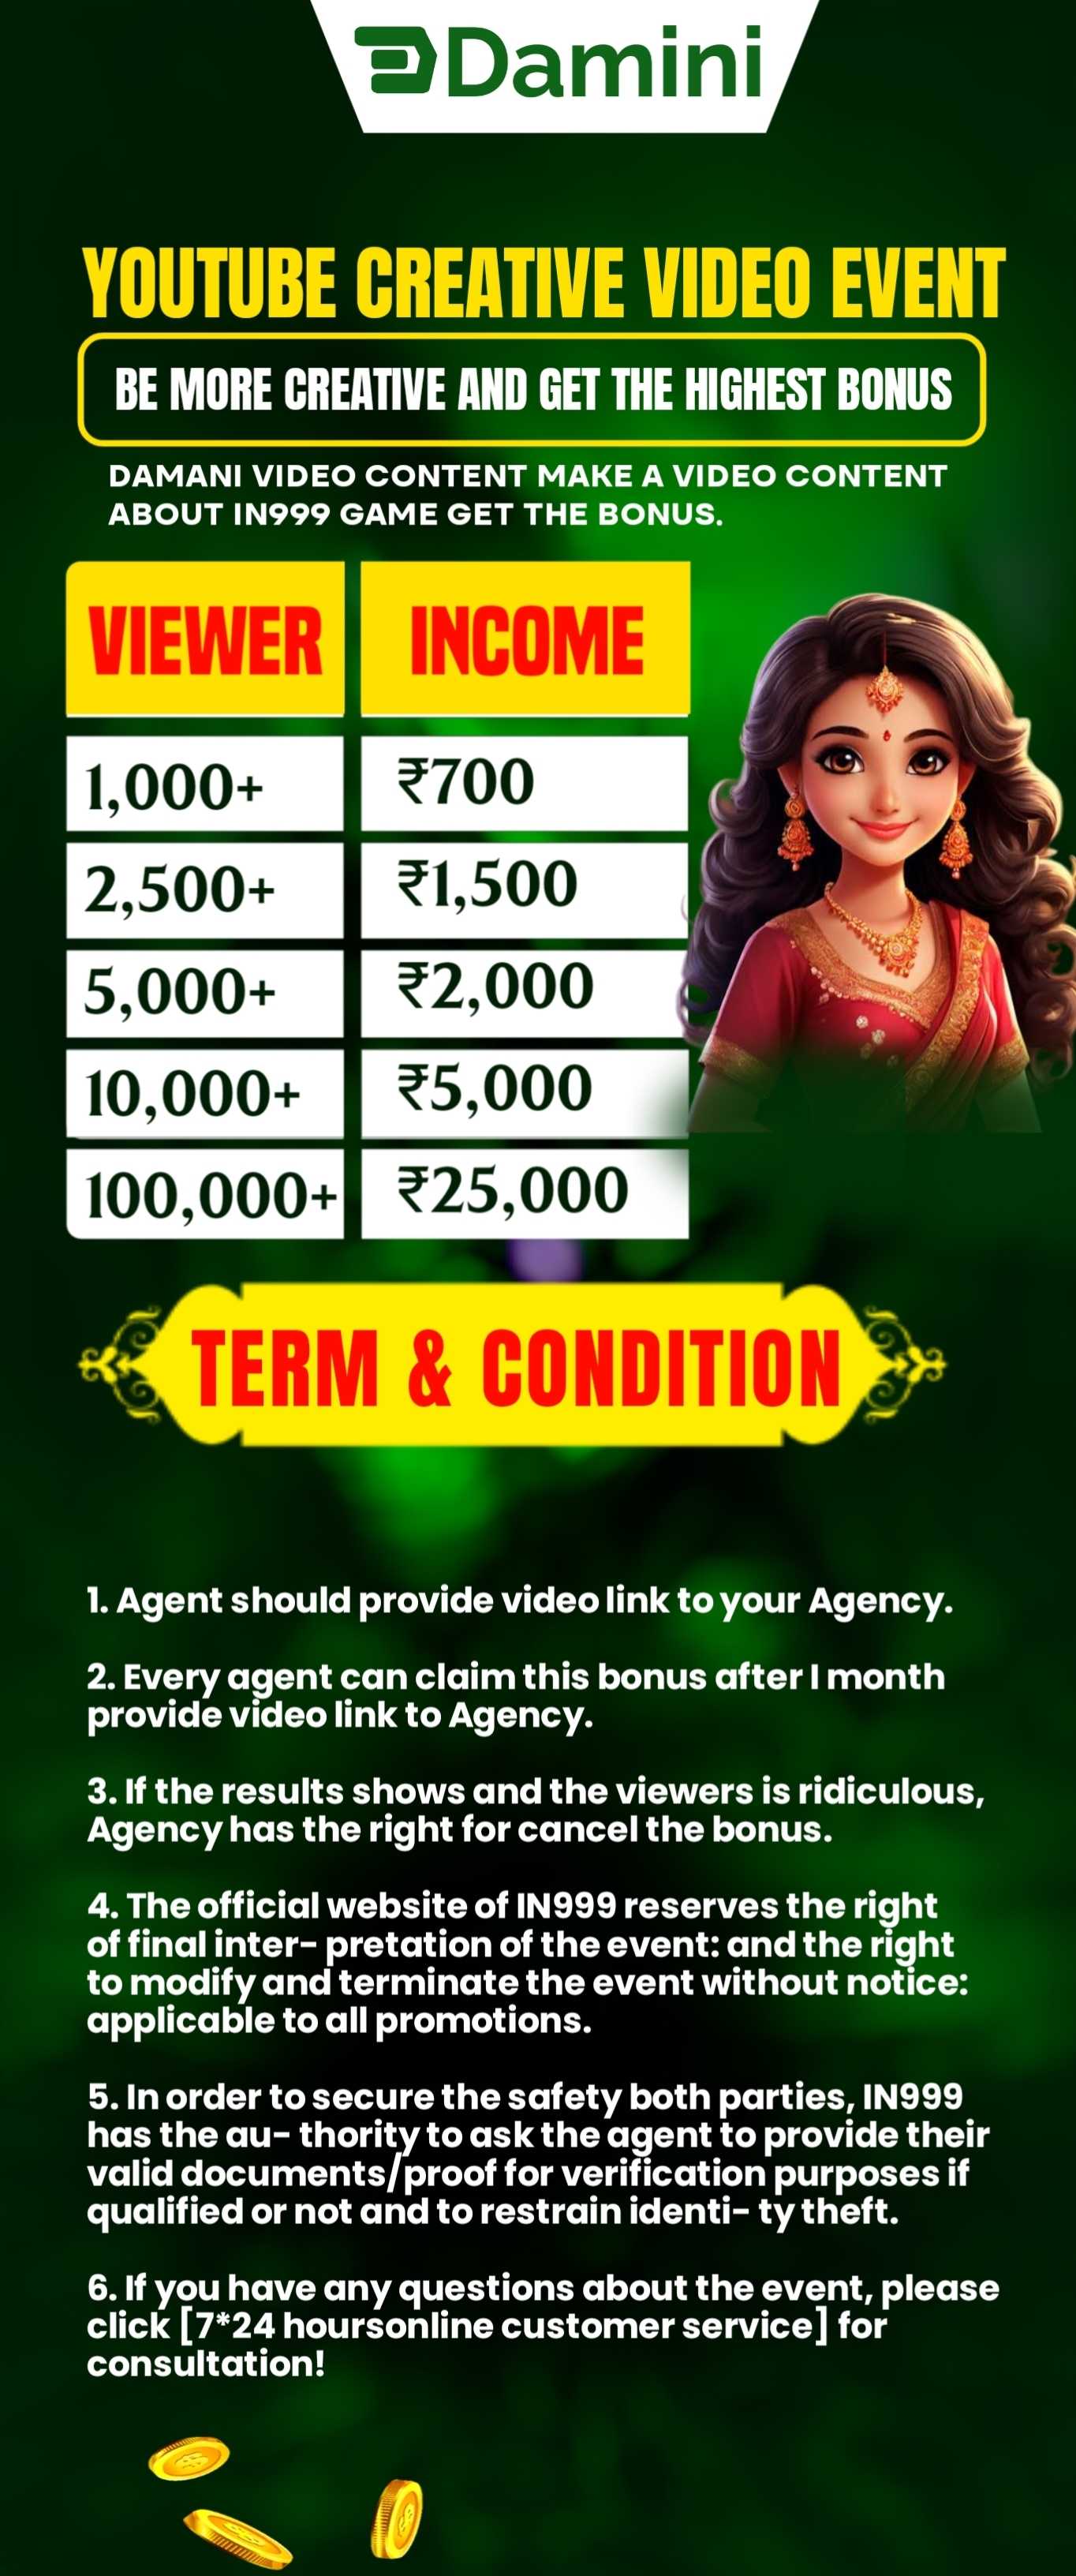 Damini
YOUTUBE CREATIVE VIDEO EVENT
BE MORE CREATIVE AND GET THE HIGHEST BONUS
DAMANI VIDEO CONTENT MAKE A VIDEO CONTENT
ABOUT IN999 GAME GET THE BONUS.
VIEWER INCOME
1,000+ ₹700
2,500+ ₹1,500
5,000+ ₹2,000
10,000+ ₹5,000
100,000+ ₹25,000
TERM & CONDITION
1. Agent should provide video link to your Agency.
2. Every agent can claim this bonus after I month
provide video link to Agency.
3. If the results shows and the viewers is ridiculous,
Agency has the right for cancel the bonus.
4. The official website of IN999 reserves the right
of final inter- pretation of the event: and the right
to modify and terminate the event without notice:
applicable to all promotions.
5. In order to secure the safety both parties, IN999
has the au- thority to ask the agent to provide their
valid documents/proof for verification purposes if
qualified or not and to restrain identi- ty theft.
6. If you have any questions about the event, please
click [7*24 hoursonline customer service] for
consultation!